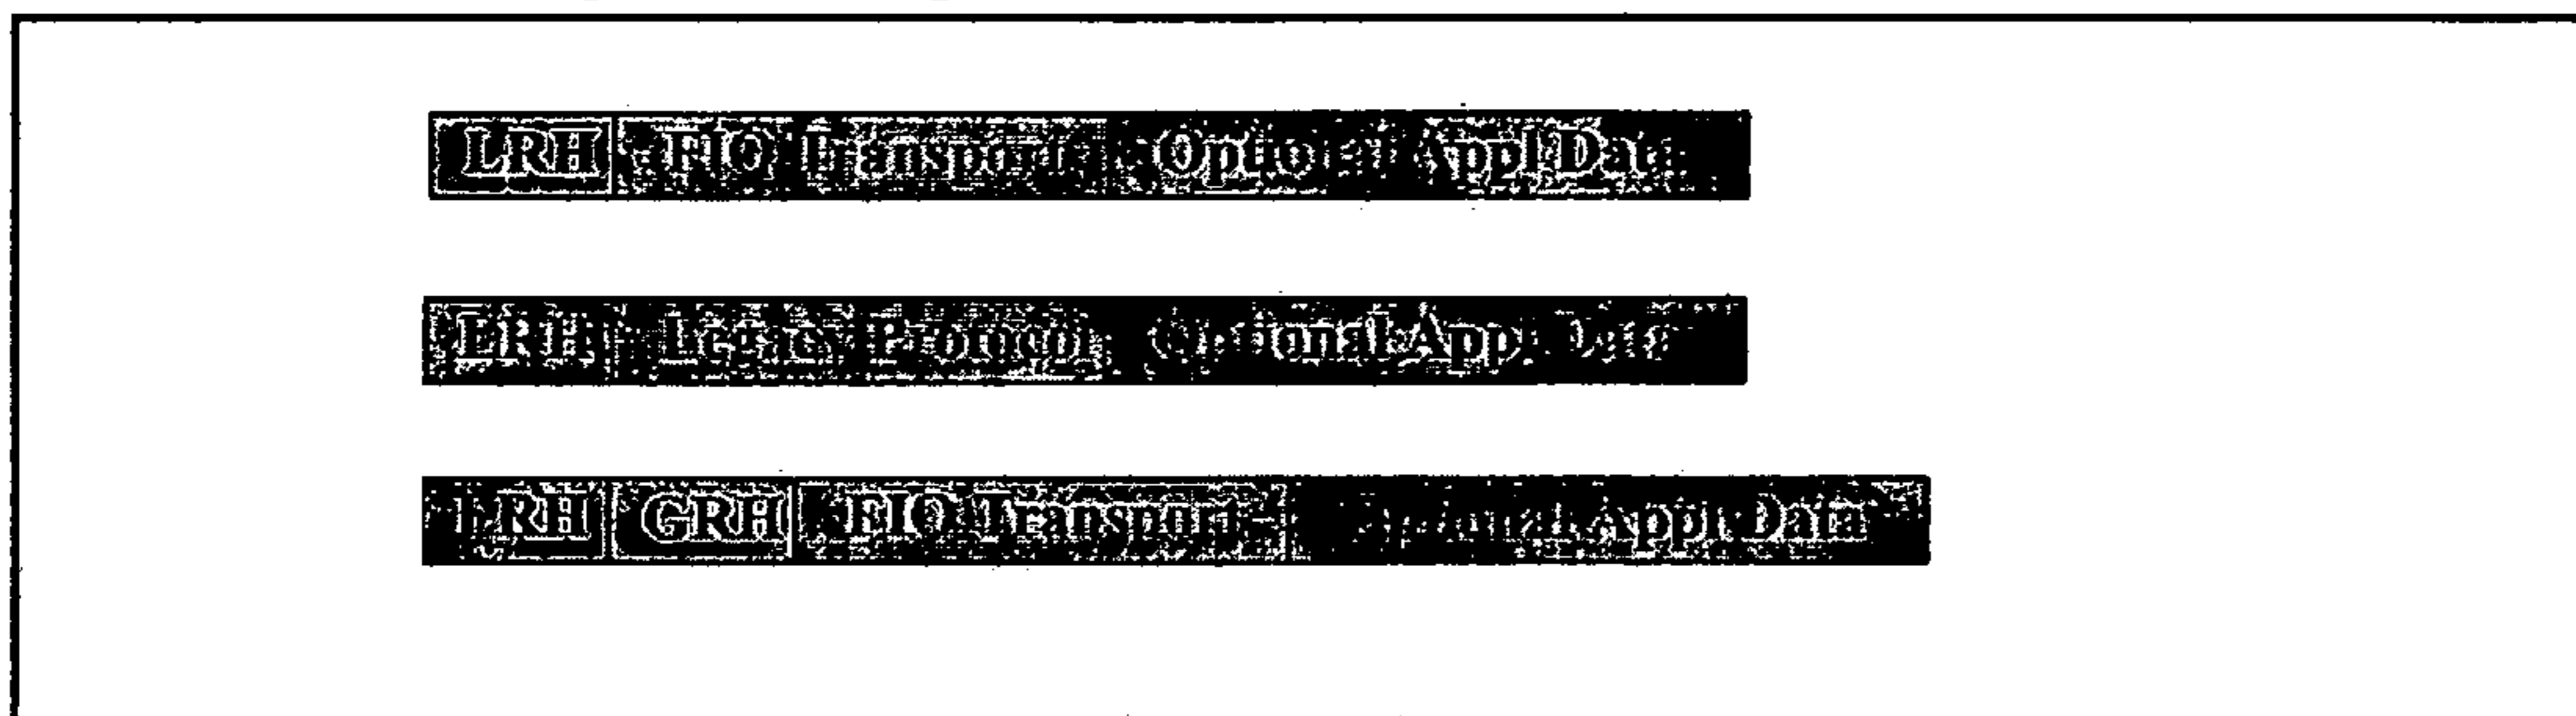 LRH FIO Transport Optional Appl Data
LRH Legacy Protocol Optional Appl Data
LRH GRH FIO Transport Optional Appl Data